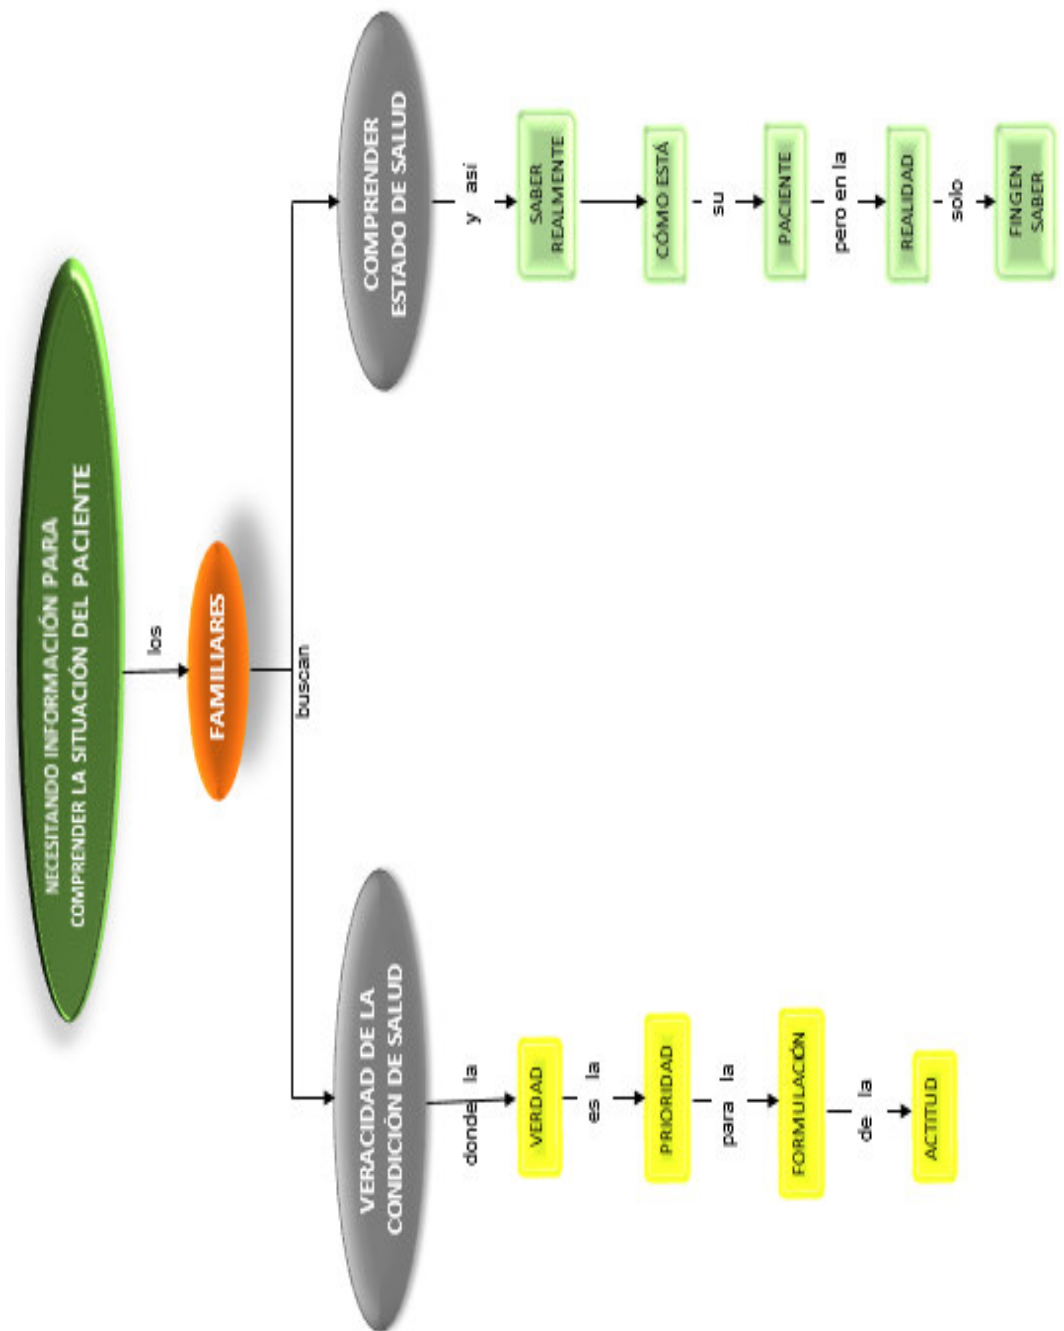 NECESITANDO INFORMACIÓN PARA
COMPRENDER LA SITUACIÓN DEL PACIENTE
los
FAMILIARES
buscan
VERACIDAD DE LA
CONDICIÓN DE SALUD
donde la
VERDAD
es la
PRIORIDAD
para la
FORMULACIÓN
de la
ACTITUD
COMPRENDER
ESTADO DE SALUD
y así
SABER
REALMENTE
CÓMO ESTÁ
su
PACIENTE
pero en la
REALIDAD
solo
FINGEN
SABER